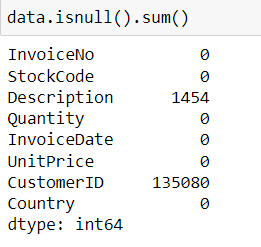 data.isnull().sum()
InvoiceNo 0
StockCode 0
Description 1454
Quantity 0
InvoiceDate 0
UnitPrice 0
CustomerID 135080
Country 0
dtype: int64